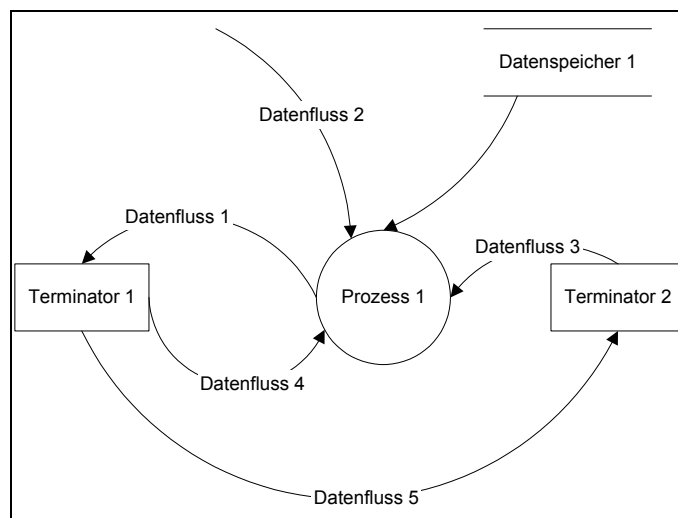 Datenspeicher 1
Datenfluss 2
Datenfluss 1
Datenfluss 3
Terminator 1
Prozess 1
Terminator 2
Datenfluss 4
Datenfluss 5